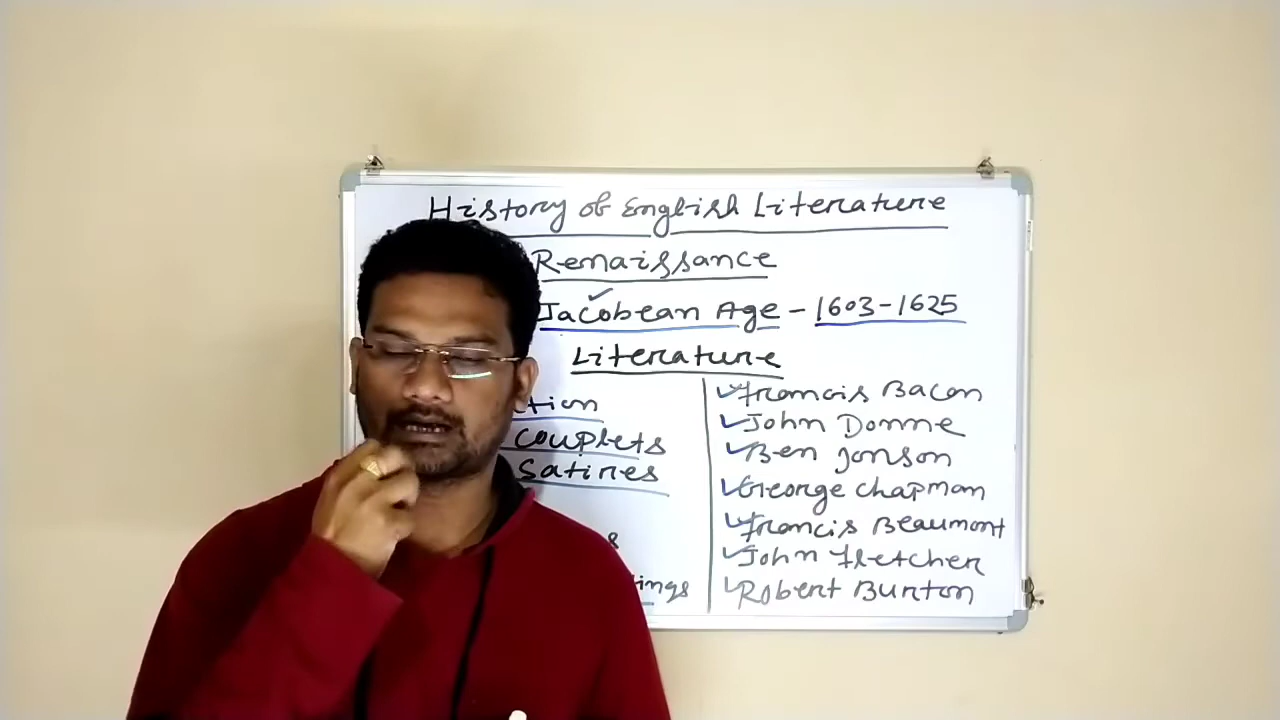 History of English Literature
Renaissance
Jacobean Age - 1603-1625
Literature
couplets
satires
Francis Bacon
John Donne
Ben Jonson
George Chapman
Francis Beaumont
John Fletcher
Robert Burton